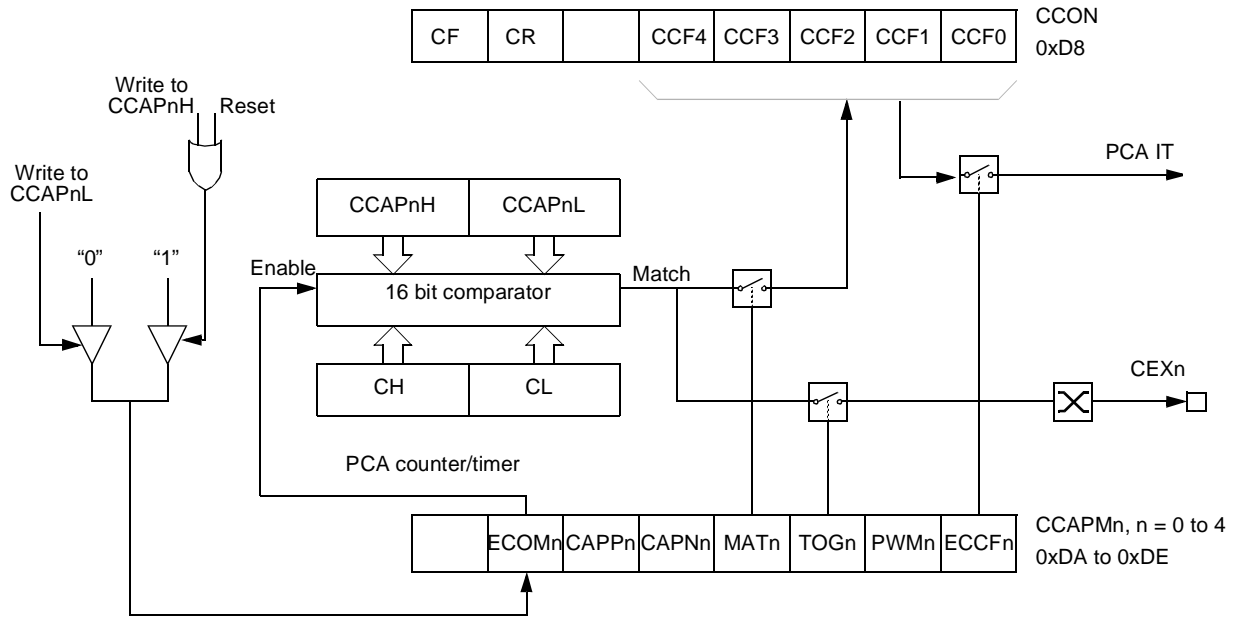 CF CR CCF4 CCF3 CCF2 CCF1 CCF0
CCON
0xD8
Write to
CCAPnH Reset
Write to
CCAPnL
“0” “1”
PCA IT
CCAPnH CCAPnL
Enable
16 bit comparator
Match
CH CL
CEXn
PCA counter/timer
ECOMn CAPPn CAPNn MATn TOGn PWMn ECCFn
CCAPMn, n = 0 to 4
0xDA to 0xDE